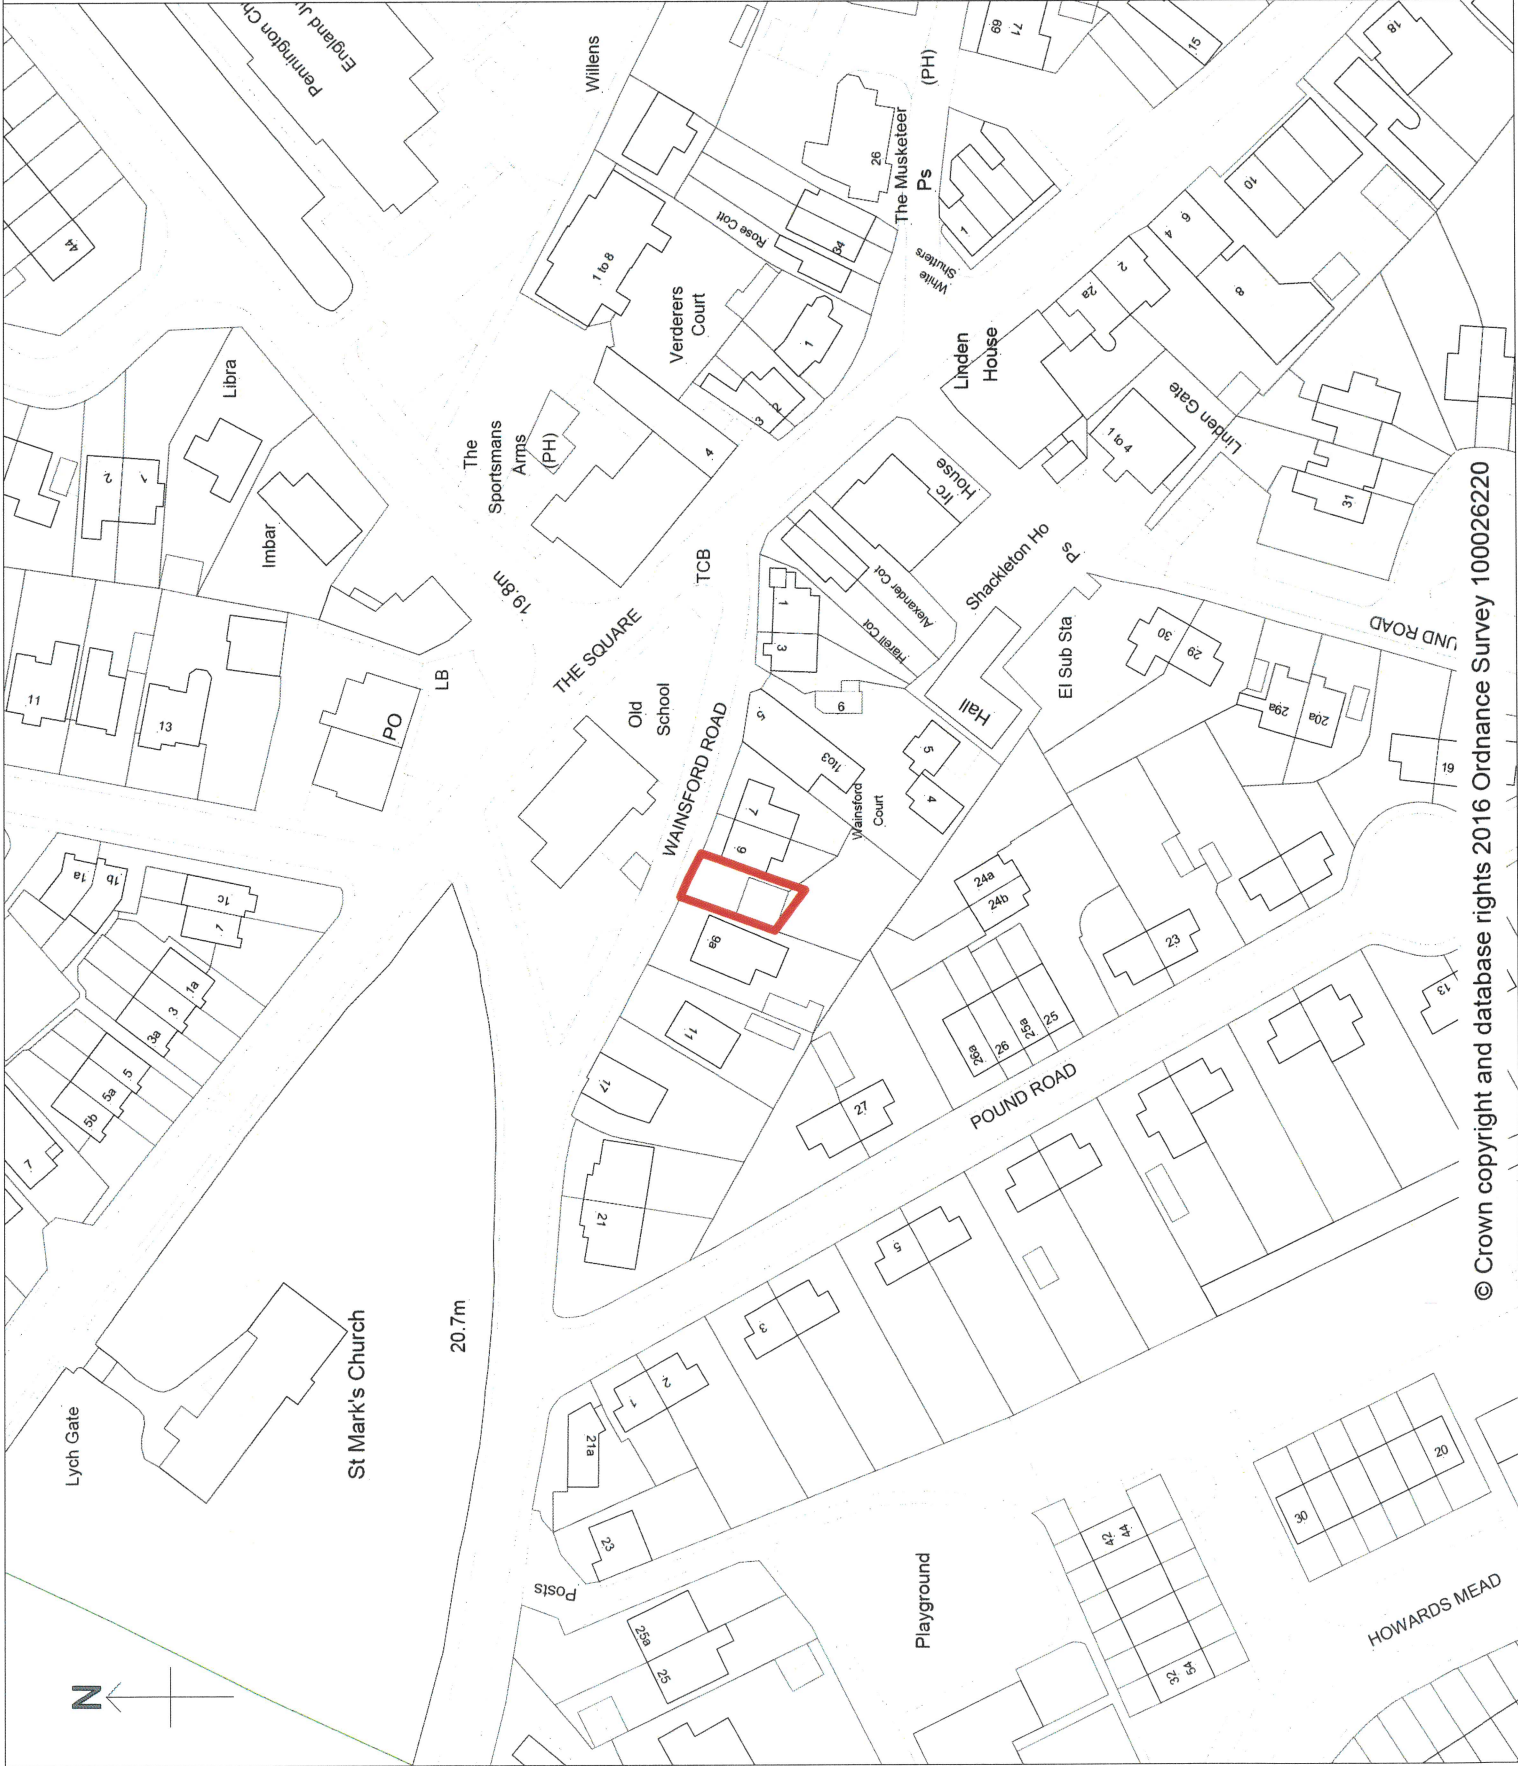 N
Lych Gate
7
5b
5a
5
3a
3
1a
1a
1b
1c
7
11
13
2
1
44
Libra
Imbar
Pennington Ch
England Ju
St Mark's Church
20.7m
PO
LB
19.8m
The
Sportsmans
Arms
(PH)
Willens
THE SQUARE
Old
School
WAINSFORD ROAD
TCB
Posts
25a
25
23
21a
21
17
11
9a
9
7
5
1to3
Wainsford
Court
9
3
1
4
3
2
1
Verderers
Court
1 to 8
Rose Cott
34
26
The Musketeer
(PH)
Ps
White
Shutters
1
69
71
15
18
Harell Cot
Alexander Cot
Irc
House
Shackleton Ho
Ps
Hall
5
4
El Sub Sta
Linden
House
2a
2
4
6
8
10
1 to 4
Linden Gate
31
30
29
29a
20a
19
UND ROAD
24a
24b
23
26a
26
25a
25
27
POUND ROAD
1
2
3
5
13
Playground
42
44
32
54
30
20
HOWARDS MEAD
© Crown copyright and database rights 2016 Ordnance Survey 100026220